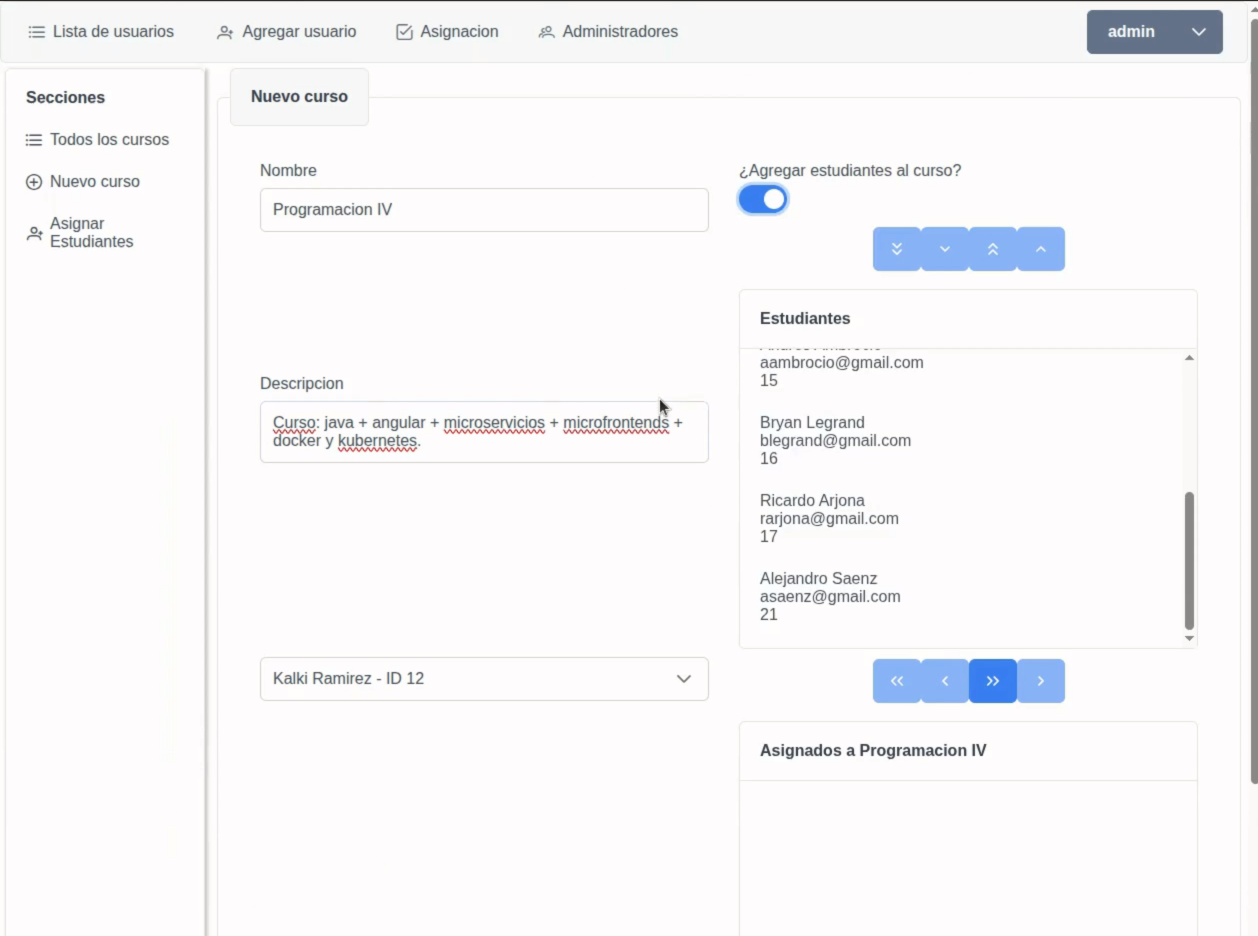 Lista de usuarios
Agregar usuario
Asignacion
Administradores
admin
Secciones
Todos los cursos
Nuevo curso
Asignar
Estudiantes
Nuevo curso
Nombre
Programacion IV
Descripcion
Curso: java + angular + microservicios + microfrontends +
docker y kubernetes.
Kalki Ramirez - ID 12
¿Agregar estudiantes al curso?
Estudiantes
aambrocio@gmail.com
15
Bryan Legrand
blegrand@gmail.com
16
Ricardo Arjona
rarjona@gmail.com
17
Alejandro Saenz
asaenz@gmail.com
21
Asignados a Programacion IV